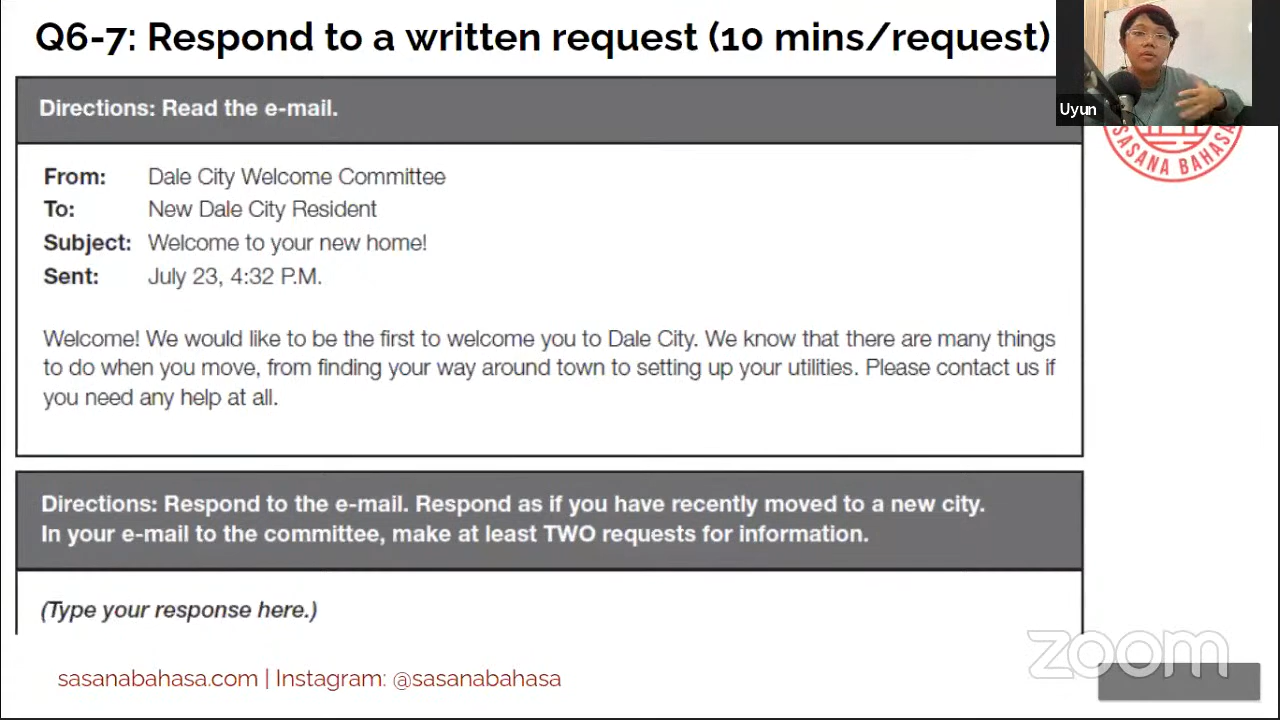 Q6-7: Respond to a written request (10 mins/request)
Uyun
SASANA BAHASA
Directions: Read the e-mail.
From: Dale City Welcome Committee
To: New Dale City Resident
Subject: Welcome to your new home!
Sent: July 23, 4:32 P.M.
Welcome! We would like to be the first to welcome you to Dale City. We know that there are many things
to do when you move, from finding your way around town to setting up your utilities. Please contact us if
you need any help at all.
Directions: Respond to the e-mail. Respond as if you have recently moved to a new city.
In your e-mail to the committee, make at least TWO requests for information.
(Type your response here.)
zoom
sasanabahasa.com | Instagram: @sasanabahasa